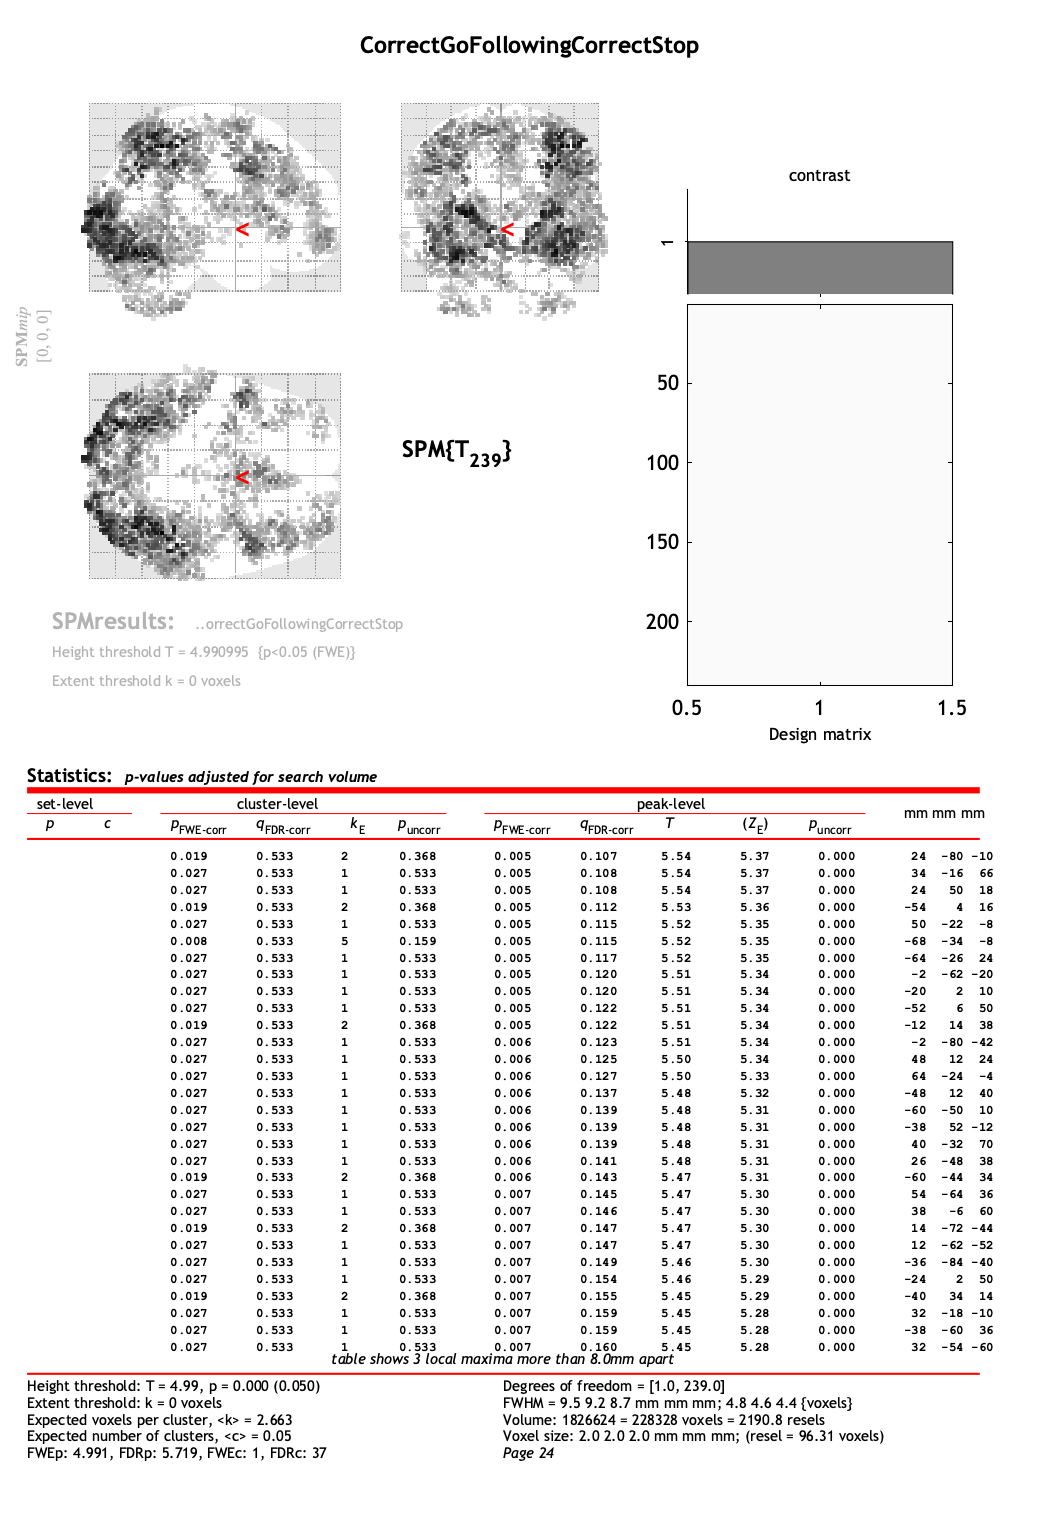 CorrectGoFollowingCorrectStop
<
<
contrast
1
SPMmip
[0, 0, 0]
<
SPM{T239}
50
100
150
200
0.5 1 1.5
Design matrix
SPMresults: ..orrectGoFollowingCorrectStop
Height threshold T = 4.990995 {p<0.05 (FWE)}
Extent threshold k = 0 voxels
Statistics: p-values adjusted for search volume
set-level cluster-level peak-level mm mm mm
p c pFWE-corr qFDR-corr kE puncorr pFWE-corr qFDR-corr T (ZE) puncorr
0.019 0.533 2 0.368 0.005 0.107 5.54 5.37 0.000 24 -80 -10
0.027 0.533 1 0.533 0.005 0.108 5.54 5.37 0.000 34 -16 66
0.027 0.533 1 0.533 0.005 0.108 5.54 5.37 0.000 24 50 18
0.019 0.533 2 0.368 0.005 0.112 5.53 5.36 0.000 -54 4 16
0.027 0.533 1 0.533 0.005 0.115 5.52 5.35 0.000 50 -22 -8
0.008 0.533 5 0.159 0.005 0.115 5.52 5.35 0.000 -68 -34 -8
0.027 0.533 1 0.533 0.005 0.117 5.52 5.35 0.000 -64 -26 24
0.027 0.533 1 0.533 0.005 0.120 5.51 5.34 0.000 -2 -62 -20
0.027 0.533 1 0.533 0.005 0.120 5.51 5.34 0.000 -20 2 10
0.027 0.533 1 0.533 0.005 0.122 5.51 5.34 0.000 -52 6 50
0.019 0.533 2 0.368 0.005 0.122 5.51 5.34 0.000 -12 14 38
0.027 0.533 1 0.533 0.006 0.123 5.51 5.34 0.000 -2 -80 -42
0.027 0.533 1 0.533 0.006 0.125 5.50 5.34 0.000 48 12 24
0.027 0.533 1 0.533 0.006 0.127 5.50 5.33 0.000 64 -24 -4
0.027 0.533 1 0.533 0.006 0.137 5.48 5.32 0.000 -48 12 40
0.027 0.533 1 0.533 0.006 0.139 5.48 5.31 0.000 -60 -50 10
0.027 0.533 1 0.533 0.006 0.139 5.48 5.31 0.000 -38 52 -12
0.027 0.533 1 0.533 0.006 0.139 5.48 5.31 0.000 40 -32 70
0.027 0.533 1 0.533 0.006 0.141 5.48 5.31 0.000 26 -48 38
0.019 0.533 2 0.368 0.006 0.143 5.47 5.31 0.000 -60 -44 34
0.027 0.533 1 0.533 0.007 0.145 5.47 5.30 0.000 54 -64 36
0.027 0.533 1 0.533 0.007 0.146 5.47 5.30 0.000 38 -6 60
0.019 0.533 2 0.368 0.007 0.147 5.47 5.30 0.000 14 -72 -44
0.027 0.533 1 0.533 0.007 0.147 5.47 5.30 0.000 12 -62 -52
0.027 0.533 1 0.533 0.007 0.149 5.46 5.30 0.000 -36 -84 -40
0.027 0.533 1 0.533 0.007 0.154 5.46 5.29 0.000 -24 2 50
0.019 0.533 2 0.368 0.007 0.155 5.45 5.29 0.000 -40 34 14
0.027 0.533 1 0.533 0.007 0.159 5.45 5.28 0.000 32 -18 -10
0.027 0.533 1 0.533 0.007 0.159 5.45 5.28 0.000 -38 -60 36
0.027 0.533 1 0.533 0.007 0.160 5.45 5.28 0.000 32 -54 -60
table shows 3 local maxima more than 8.0mm apart
Height threshold: T = 4.99, p = 0.000 (0.050)
Extent threshold: k = 0 voxels
Expected voxels per cluster, <k> = 2.663
Expected number of clusters, <c> = 0.05
FWEp: 4.991, FDRp: 5.719, FWEc: 1, FDRc: 37
Degrees of freedom = [1.0, 239.0]
FWHM = 9.5 9.2 8.7 mm mm mm; 4.8 4.6 4.4 {voxels}
Volume: 1826624 = 228328 voxels = 2190.8 resels
Voxel size: 2.0 2.0 2.0 mm mm mm; (resel = 96.31 voxels)
Page 24